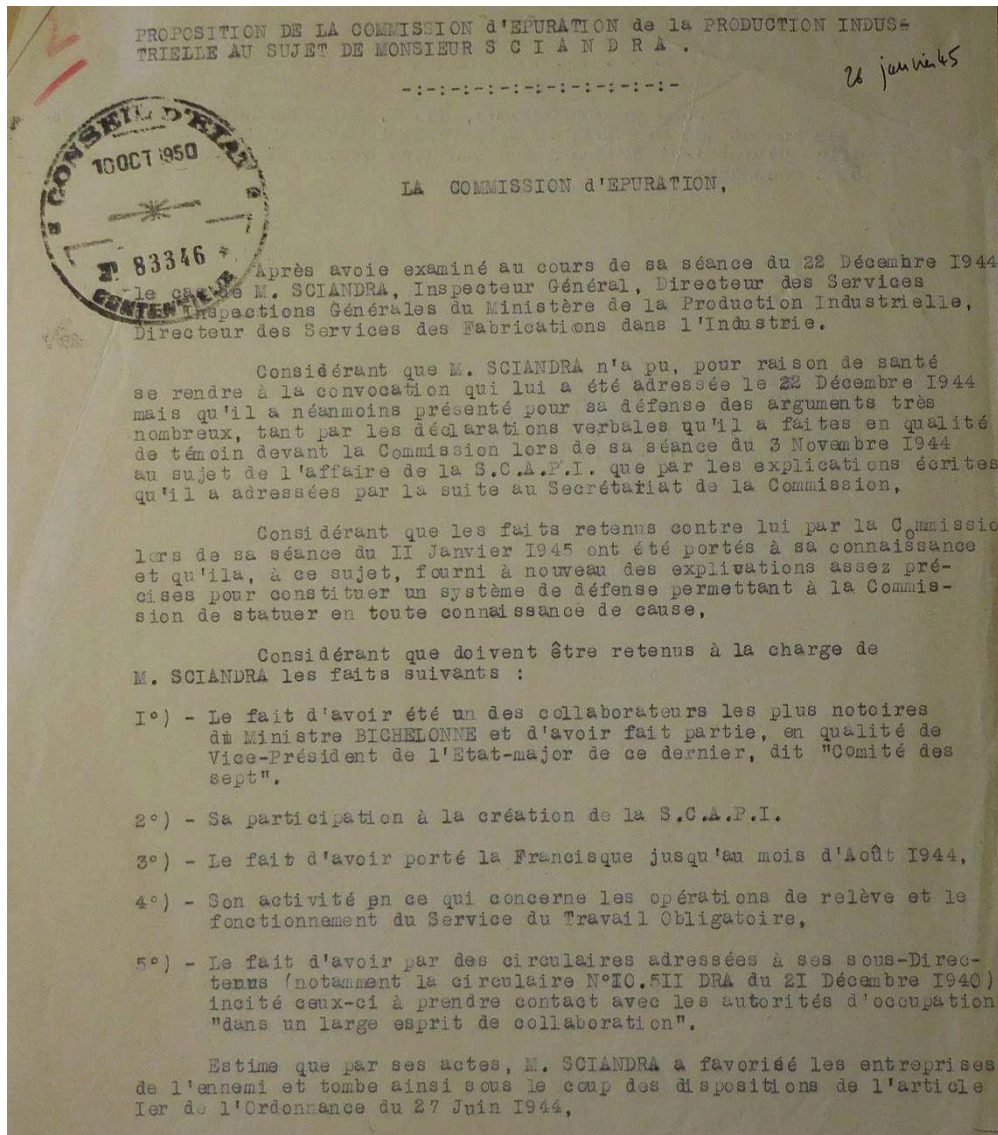 PROPOSITION DE LA COMMISSION d'EPURATION de la PRODUCTION INDUS-
TRIELLE AU SUJET DE MONSIEUR S C I A N D R A .
26 janvier 45
-:-:-:-:-:-:-:-:-:-:-:-
CONSEIL D'ETAT
10 OCT 1950
N° 83346
CONTENTIEUX
LA COMMISSION d'EPURATION,
Après avoie examiné au cours de sa séance du 22 Décembre I944
le cas de M. SCIANDRA, Inspecteur Général, Directeur des Services
Inspections Générales du Ministère de la Production Industrielle,
Directeur des Services des Fabrications dans l'Industrie.
Considérant que M. SCIANDRA n'a pu, pour raison de santé
se rendre à la convocation qui lui a été adressée le 22 Décembre I944
mais qu'il a néanmoins présenté pour sa défense des arguments très
nombreux, tant par les déclarations verbales qu'il a faites en qualité
de témoin devant la Commission lors de sa séance du 3 Novembre I944
au sujet de l'affaire de la S.C.A.P.I. que par les explications écrites
qu'il a adressées par la suite au Secrétariat de la Commission,
Considérant que les faits retenus contre lui par la Commissio
lors de sa séance du II Janvier I945 ont été portés à sa connaissance
et qu'ila, à ce sujet, fourni à nouveau des explivations assez pré-
cises pour constituer un système de défense permettant à la Commis-
sion de statuer en toute connaissance de cause,
Considérant que doivent être retenus à la charge de
M. SCIANDRA les faits suivants :
I°) - Le fait d'avoir été un des collaborateurs les plus notoires
du Ministre BICHELONNE et d'avoir fait partie, en qualité de
Vice-Président de l'Etat-major de ce dernier, dit "Comité des
sept".
2°) - Sa participation à la création de la S.C.A.P.I.
3°) - Le fait d'avoir porté la Francisque jusqu'au mois d'Août I944,
4°) - Son activité en ce qui concerne les opérations de relève et le
fonctionnement du Service du Travail Obligatoire,
5°) - Le fait d'avoir par des circulaires adressées à ses sous-Direc-
teurs (notamment la circulaire N°IO.5II DRA du 2I Décembre I940)
incité ceux-ci à prendre contact avec les autorités d'occupation
"dans un large esprit de collaboration".
Estime que par ses actes, M. SCIANDRA a favorisé les entreprises
de l'ennemi et tombe ainsi sous le coup des dispositions de l'article
Ier de l'Ordonnance du 27 Juin I944,